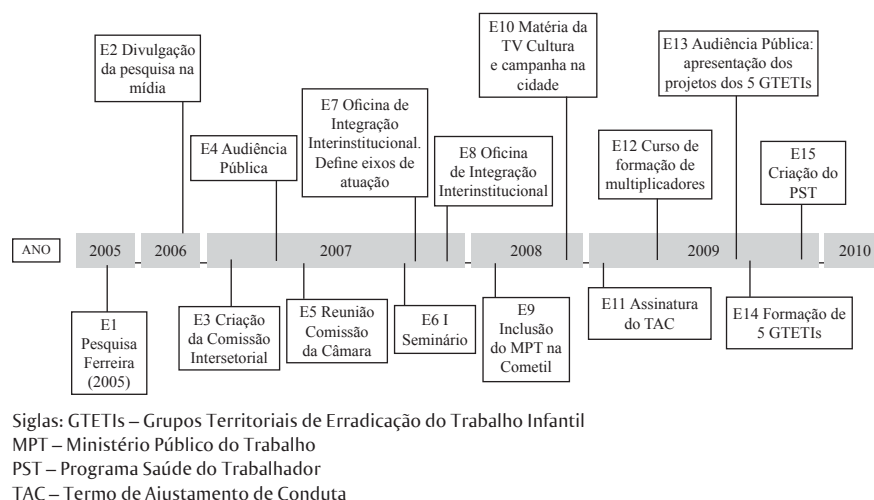 E2 Divulgação
da pesquisa na
mídia
E4 Audiência
Pública
E7 Oficina de
Integração
Interinstitucional.
Define eixos de
atuação
E8 Oficina
de Integração
Interinstitucional
E10 Matéria da
TV Cultura
e campanha na
cidade
E12 Curso de
formação de
multiplicadores
E13 Audiência Pública:
apresentação dos
projetos dos 5 GTETIs
E15
Criação do
PST
ANO 2005 2006 2007 2008 2009 2010
E1
Pesquisa
Ferreira
(2005)
E3 Criação
da Comissão
Intersetorial
E5 Reunião
Comissão
da Câmara
E6 I
Seminário
E9
Inclusão
do MPT na
Cometil
E11 Assinatura
do TAC
E14 Formação de
5 GTETIs
Siglas: GTETIs – Grupos Territoriais de Erradicação do Trabalho Infantil
MPT – Ministério Público do Trabalho
PST – Programa Saúde do Trabalhador
TAC – Termo de Ajustamento de Conduta